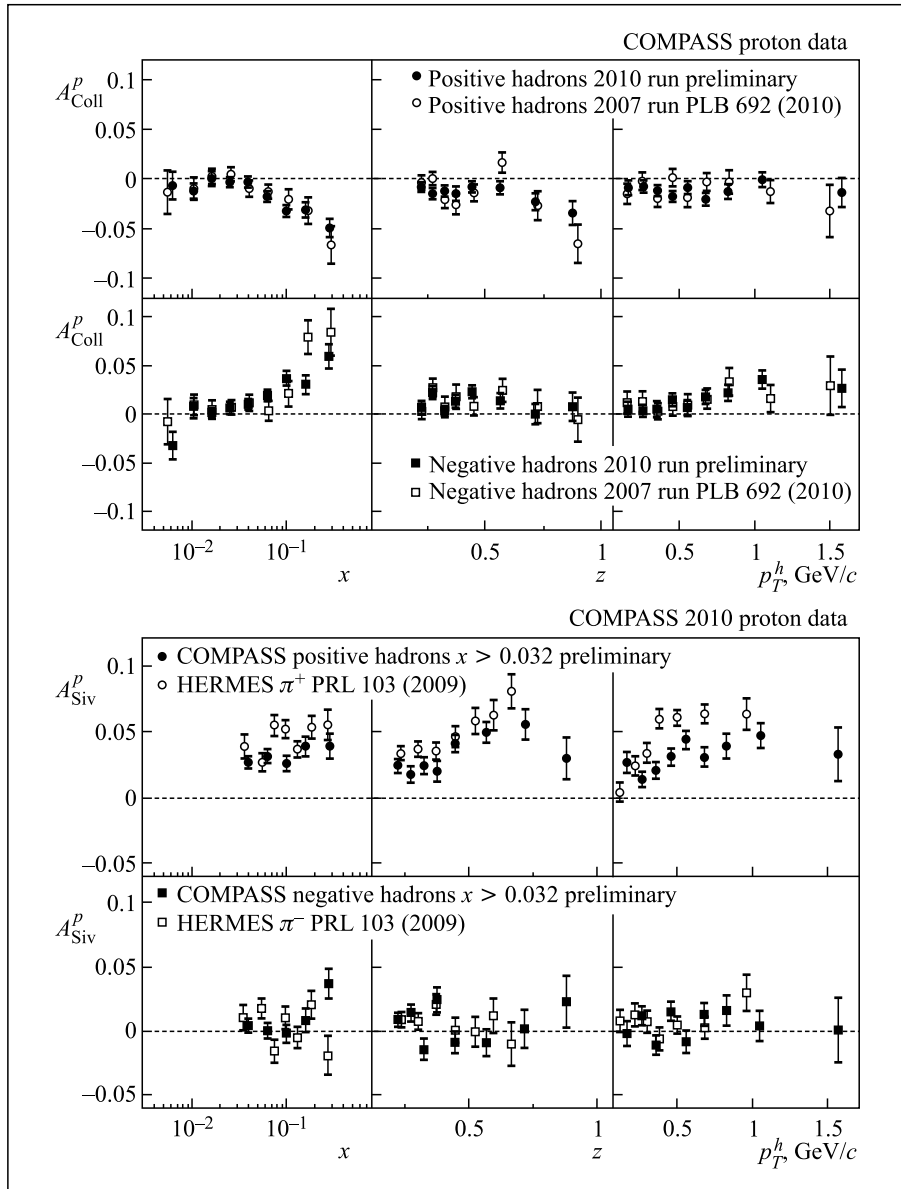 COMPASS proton data
A^p_Coll
0.1
0.05
0
−0.05
−0.1
Positive hadrons 2010 run preliminary
Positive hadrons 2007 run PLB 692 (2010)
A^p_Coll
0.1
0.05
0
−0.05
−0.1
Negative hadrons 2010 run preliminary
Negative hadrons 2007 run PLB 692 (2010)
10^−2 10^−1 0.5 1 0.5 1 1.5
x z p_T^h, GeV/c
COMPASS 2010 proton data
A^p_Siv
0.1
0.05
0
−0.05
COMPASS positive hadrons x > 0.032 preliminary
HERMES π^+ PRL 103 (2009)
A^p_Siv
0.1
0.05
0
−0.05
COMPASS negative hadrons x > 0.032 preliminary
HERMES π^− PRL 103 (2009)
10^−2 10^−1 0.5 1 0.5 1 1.5
x z p_T^h, GeV/c